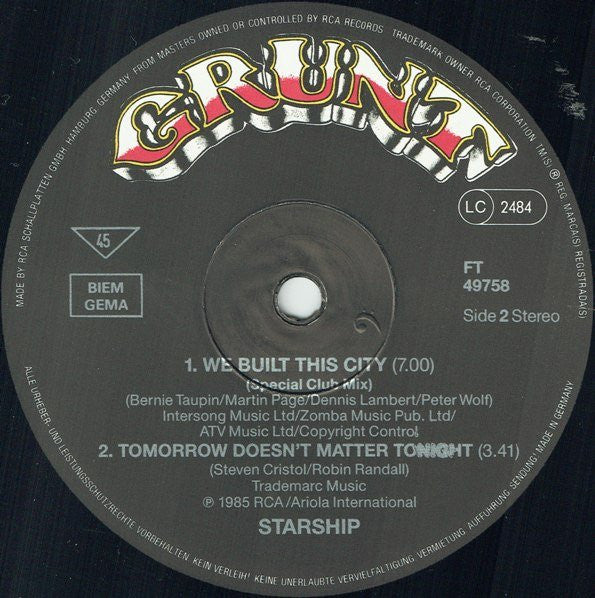 MADE BY RCA SCHALLPLATTEN GMBH, HAMBURG, GERMANY, FROM MASTERS OWNED OR CONTROLLED BY RCA RECORDS TRADEMARK OWNER RCA CORPORATION TM(S) ® REG. MARCA(S) REGISTRADA(S)
GRUNT
LC 2484
45
BIEM
GEMA
FT
49758
Side 2 Stereo
1. WE BUILT THIS CITY (7.00)
(Special Club Mix)
(Bernie Taupin/Martin Page/Dennis Lambert/Peter Wolf)
Intersong Music Ltd/Zomba Music Pub. Ltd/
ATV Music Ltd/Copyright Control
2. TOMORROW DOESN'T MATTER TONIGHT (3.41)
(Steven Cristol/Robin Randall)
Trademarc Music
℗ 1985 RCA/Ariola International
STARSHIP
ALLE URHEBER- UND LEISTUNGSSCHUTZRECHTE VORBEHALTEN. KEIN VERLEIH! KEINE UNERLAUBTE VERVIELFÄLTIGUNG, VERMIETUNG, AUFFÜHRUNG, SENDUNG! MADE IN GERMANY